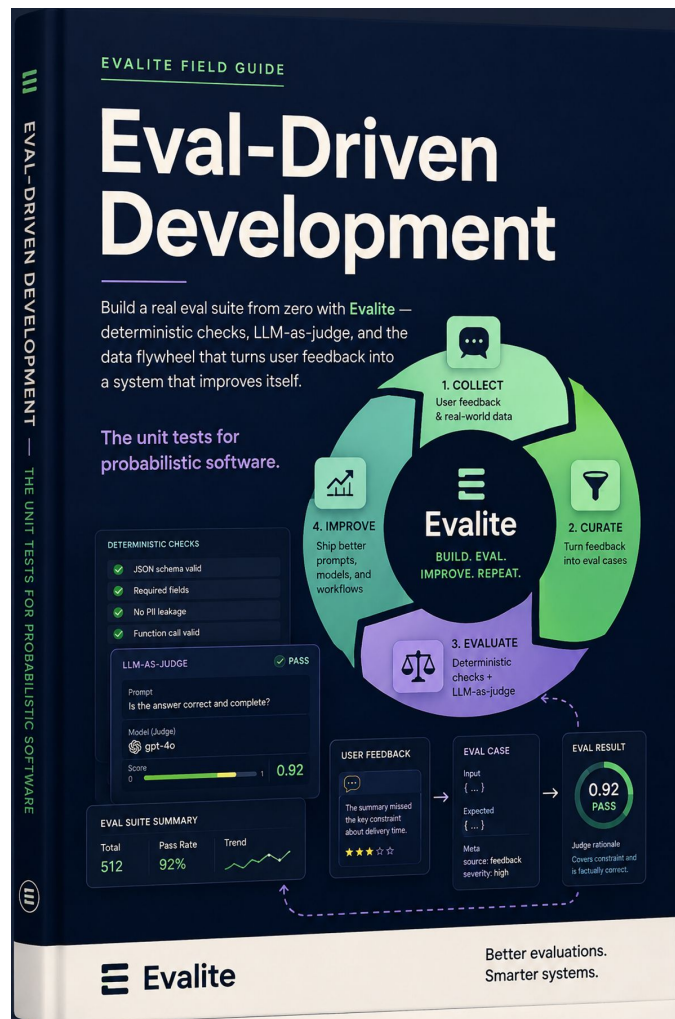 EVALITE FIELD GUIDE
Eval-Driven
Development
Build a real eval suite from zero with Evalite —
deterministic checks, LLM-as-judge, and the
data flywheel that turns user feedback into
a system that improves itself.
The unit tests for
probabilistic software.
1. COLLECT
User feedback
& real-world data
2. CURATE
Turn feedback
into eval cases
3. EVALUATE
Deterministic
checks +
LLM-as-judge
4. IMPROVE
Ship better
prompts,
models, and
workflows
Evalite
BUILD. EVAL.
IMPROVE. REPEAT.
DETERMINISTIC CHECKS
JSON schema valid
Required fields
No PII leakage
Function call valid
LLM-AS-JUDGE
PASS
Prompt
Is the answer correct and complete?
Model (Judge)
gpt-4o
Score
0
1
0.92
EVAL SUITE SUMMARY
Total
512
Pass Rate
92%
Trend
USER FEEDBACK
The summary missed
the key constraint
about delivery time.
EVAL CASE
Input
{ ... }
Expected
{ ... }
Meta
source: feedback
severity: high
EVAL RESULT
0.92
PASS
Judge rationale
Covers constraint and
is factually correct.
Evalite
Better evaluations.
Smarter systems.
EVAL-DRIVEN DEVELOPMENT — THE UNIT TESTS FOR PROBABILISTIC SOFTWARE